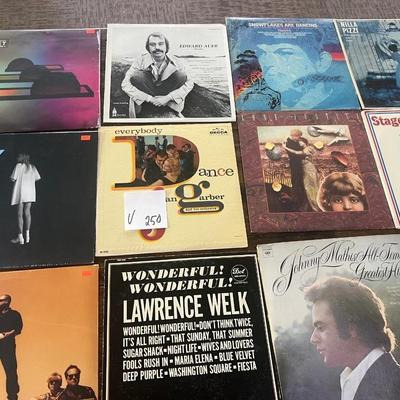 EDWARD AUER
SNOWFLAKES ARE DANCING
NILLA
PIZZI
everybody
DECCA
Dance
Jan
Garber
V
250
Stage
WONDERFUL!
WONDERFUL!
Dot
LAWRENCE WELK
WONDERFUL! WONDERFUL! • DON'T THINK TWICE,
IT'S ALL RIGHT • THAT SUNDAY, THAT SUMMER
SUGAR SHACK • NIGHT LIFE • WIVES AND LOVERS
FOOLS RUSH IN • MARIA ELENA • BLUE VELVET
DEEP PURPLE • WASHINGTON SQUARE • FIESTA
Johnny Mathis' All-Time
Greatest Hits